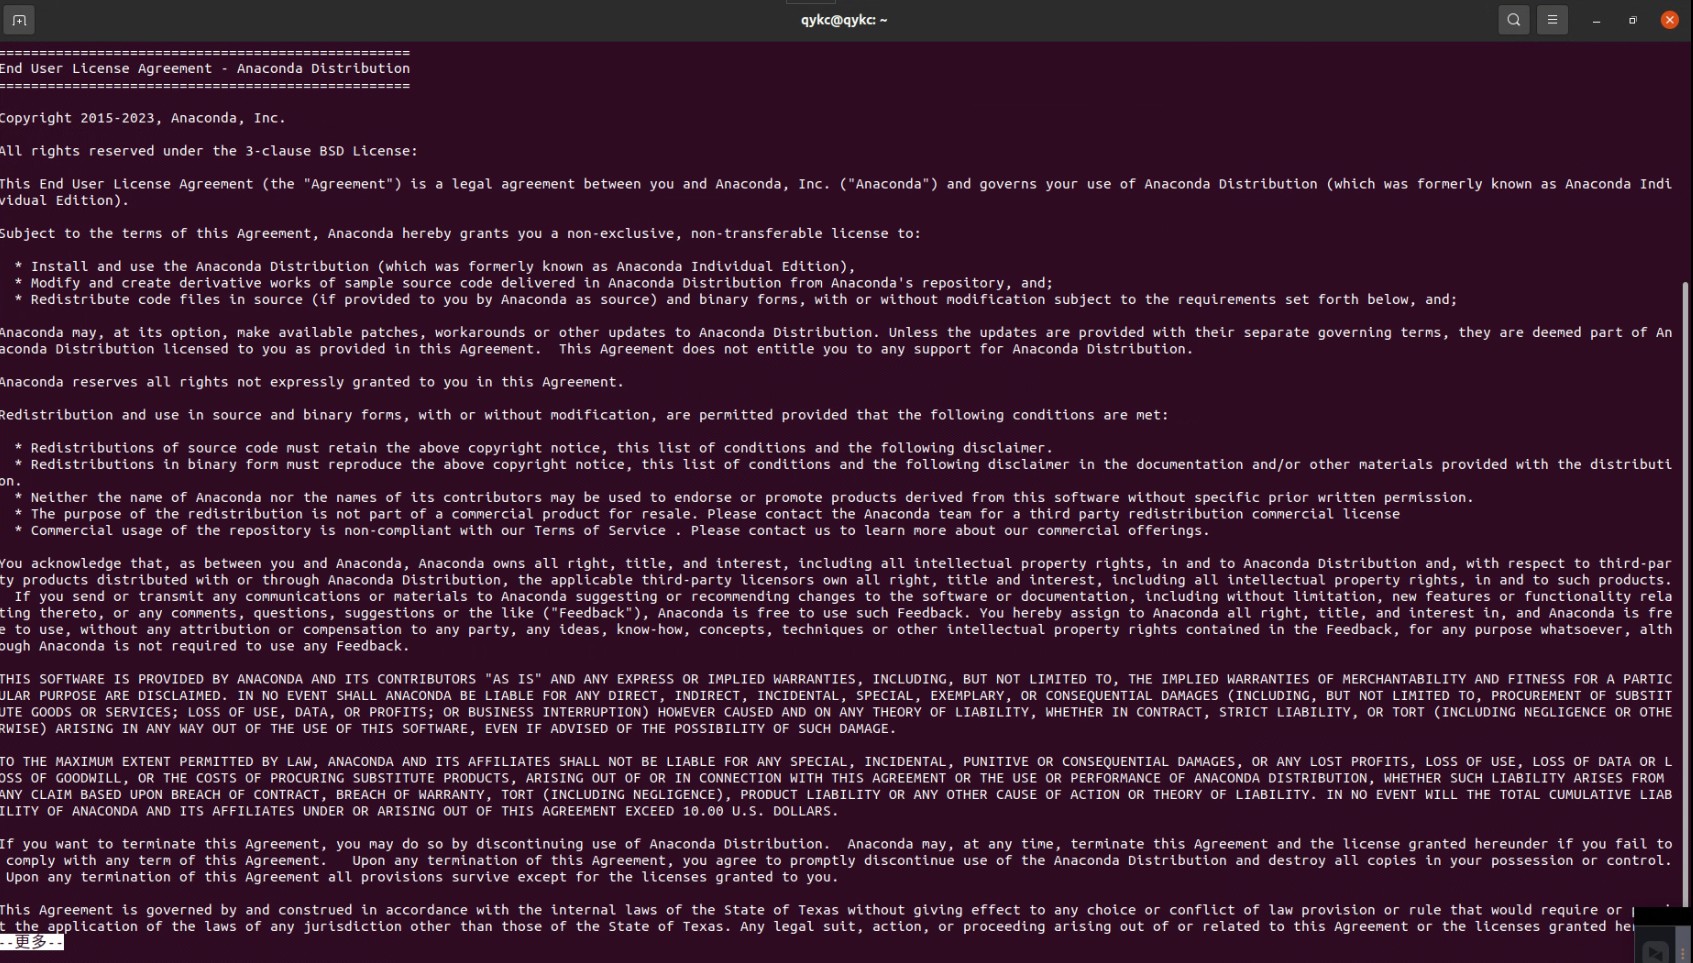 qykc@qykc: ~
==================================================
End User License Agreement - Anaconda Distribution
==================================================
Copyright 2015-2023, Anaconda, Inc.
All rights reserved under the 3-clause BSD License:
This End User License Agreement (the "Agreement") is a legal agreement between you and Anaconda, Inc. ("Anaconda") and governs your use of Anaconda Distribution (which was formerly known as Anaconda Indi
vidual Edition).
Subject to the terms of this Agreement, Anaconda hereby grants you a non-exclusive, non-transferable license to:
* Install and use the Anaconda Distribution (which was formerly known as Anaconda Individual Edition),
* Modify and create derivative works of sample source code delivered in Anaconda Distribution from Anaconda's repository, and;
* Redistribute code files in source (if provided to you by Anaconda as source) and binary forms, with or without modification subject to the requirements set forth below, and;
Anaconda may, at its option, make available patches, workarounds or other updates to Anaconda Distribution. Unless the updates are provided with their separate governing terms, they are deemed part of An
aconda Distribution licensed to you as provided in this Agreement.  This Agreement does not entitle you to any support for Anaconda Distribution.
Anaconda reserves all rights not expressly granted to you in this Agreement.
Redistribution and use in source and binary forms, with or without modification, are permitted provided that the following conditions are met:
* Redistributions of source code must retain the above copyright notice, this list of conditions and the following disclaimer.
* Redistributions in binary form must reproduce the above copyright notice, this list of conditions and the following disclaimer in the documentation and/or other materials provided with the distributi
on.
* Neither the name of Anaconda nor the names of its contributors may be used to endorse or promote products derived from this software without specific prior written permission.
* The purpose of the redistribution is not part of a commercial product for resale. Please contact the Anaconda team for a third party redistribution commercial license
* Commercial usage of the repository is non-compliant with our Terms of Service . Please contact us to learn more about our commercial offerings.
You acknowledge that, as between you and Anaconda, Anaconda owns all right, title, and interest, including all intellectual property rights, in and to Anaconda Distribution and, with respect to third-par
ty products distributed with or through Anaconda Distribution, the applicable third-party licensors own all right, title and interest, including all intellectual property rights, in and to such products.
If you send or transmit any communications or materials to Anaconda suggesting or recommending changes to the software or documentation, including without limitation, new features or functionality rela
ting thereto, or any comments, questions, suggestions or the like ("Feedback"), Anaconda is free to use such Feedback. You hereby assign to Anaconda all right, title, and interest in, and Anaconda is fre
e to use, without any attribution or compensation to any party, any ideas, know-how, concepts, techniques or other intellectual property rights contained in the Feedback, for any purpose whatsoever, alth
ough Anaconda is not required to use any Feedback.
THIS SOFTWARE IS PROVIDED BY ANACONDA AND ITS CONTRIBUTORS "AS IS" AND ANY EXPRESS OR IMPLIED WARRANTIES, INCLUDING, BUT NOT LIMITED TO, THE IMPLIED WARRANTIES OF MERCHANTABILITY AND FITNESS FOR A PARTIC
ULAR PURPOSE ARE DISCLAIMED. IN NO EVENT SHALL ANACONDA BE LIABLE FOR ANY DIRECT, INDIRECT, INCIDENTAL, SPECIAL, EXEMPLARY, OR CONSEQUENTIAL DAMAGES (INCLUDING, BUT NOT LIMITED TO, PROCUREMENT OF SUBSTIT
UTE GOODS OR SERVICES; LOSS OF USE, DATA, OR PROFITS; OR BUSINESS INTERRUPTION) HOWEVER CAUSED AND ON ANY THEORY OF LIABILITY, WHETHER IN CONTRACT, STRICT LIABILITY, OR TORT (INCLUDING NEGLIGENCE OR OTHE
RWISE) ARISING IN ANY WAY OUT OF THE USE OF THIS SOFTWARE, EVEN IF ADVISED OF THE POSSIBILITY OF SUCH DAMAGE.
TO THE MAXIMUM EXTENT PERMITTED BY LAW, ANACONDA AND ITS AFFILIATES SHALL NOT BE LIABLE FOR ANY SPECIAL, INCIDENTAL, PUNITIVE OR CONSEQUENTIAL DAMAGES, OR ANY LOST PROFITS, LOSS OF USE, LOSS OF DATA OR L
OSS OF GOODWILL, OR THE COSTS OF PROCURING SUBSTITUTE PRODUCTS, ARISING OUT OF OR IN CONNECTION WITH THIS AGREEMENT OR THE USE OR PERFORMANCE OF ANACONDA DISTRIBUTION, WHETHER SUCH LIABILITY ARISES FROM
ANY CLAIM BASED UPON BREACH OF CONTRACT, BREACH OF WARRANTY, TORT (INCLUDING NEGLIGENCE), PRODUCT LIABILITY OR ANY OTHER CAUSE OF ACTION OR THEORY OF LIABILITY. IN NO EVENT WILL THE TOTAL CUMULATIVE LIAB
ILITY OF ANACONDA AND ITS AFFILIATES UNDER OR ARISING OUT OF THIS AGREEMENT EXCEED 10.00 U.S. DOLLARS.
If you want to terminate this Agreement, you may do so by discontinuing use of Anaconda Distribution.  Anaconda may, at any time, terminate this Agreement and the license granted hereunder if you fail to
comply with any term of this Agreement.   Upon any termination of this Agreement, you agree to promptly discontinue use of the Anaconda Distribution and destroy all copies in your possession or control.
Upon any termination of this Agreement all provisions survive except for the licenses granted to you.
This Agreement is governed by and construed in accordance with the internal laws of the State of Texas without giving effect to any choice or conflict of law provision or rule that would require or
t the application of the laws of any jurisdiction other than those of the State of Texas. Any legal suit, action, or proceeding arising out of or related to this Agreement or the licenses granted
--更多--